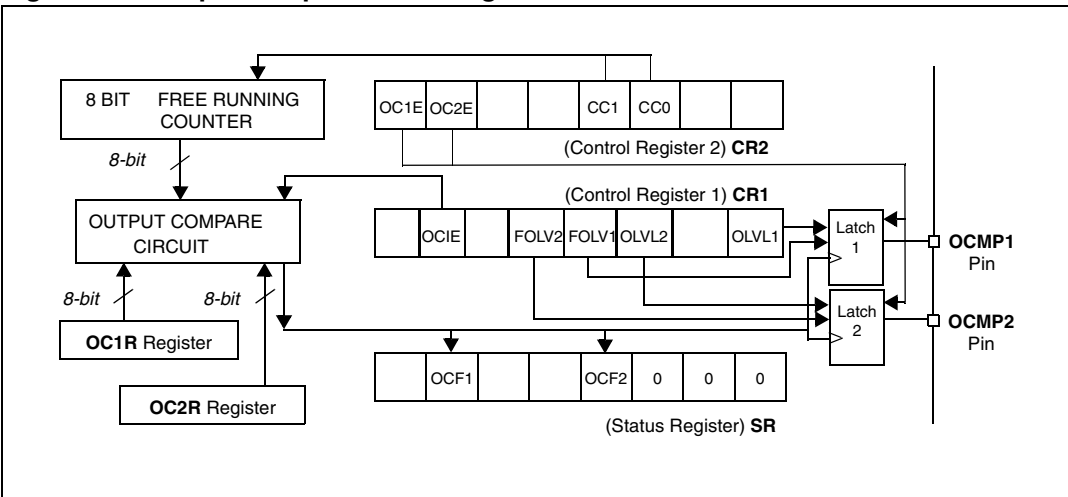 8 BIT FREE RUNNING
COUNTER
OC1E OC2E CC1 CC0
(Control Register 2) CR2
8-bit
(Control Register 1) CR1
OUTPUT COMPARE
CIRCUIT
OCIE FOLV2 FOLV1 OLVL2 OLVL1
Latch
1
OCMP1
Pin
8-bit 8-bit
Latch
2
OCMP2
Pin
OC1R Register
OCF1 OCF2 0 0 0
OC2R Register
(Status Register) SR